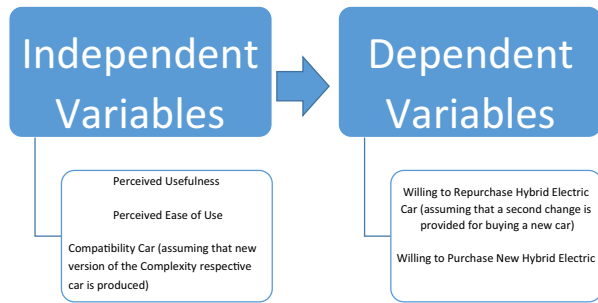 Independent
Variables
Dependent
Variables
Perceived Usefulness
Perceived Ease of Use
Compatibility Car (assuming that new
version of the Complexity respective
car is produced)
Willing to Repurchase Hybrid Electric
Car (assuming that a second change is
provided for buying a new car)
Willing to Purchase New Hybrid Electric